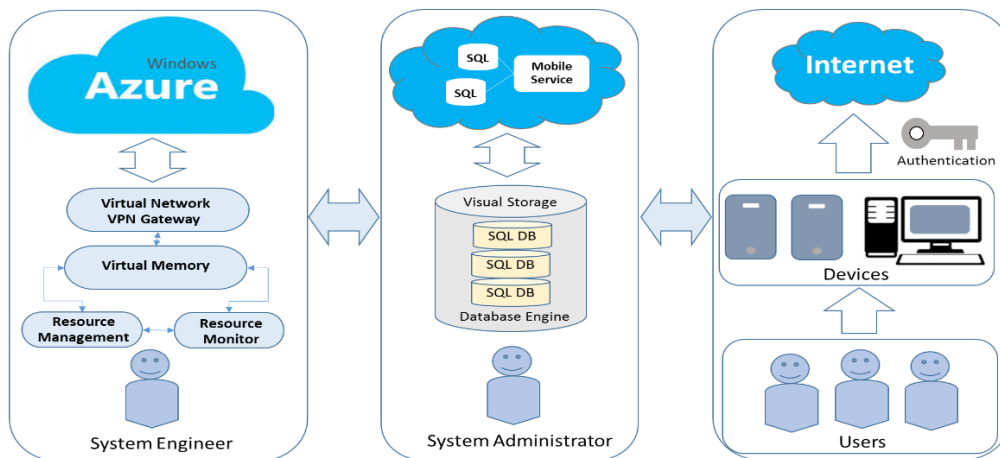 Windows
Azure
Virtual Network
VPN Gateway
Virtual Memory
Resource
Management
Resource
Monitor
System Engineer
SQL
SQL
Mobile
Service
Visual Storage
SQL DB
SQL DB
SQL DB
Database Engine
System Administrator
Internet
Authentication
Devices
Users